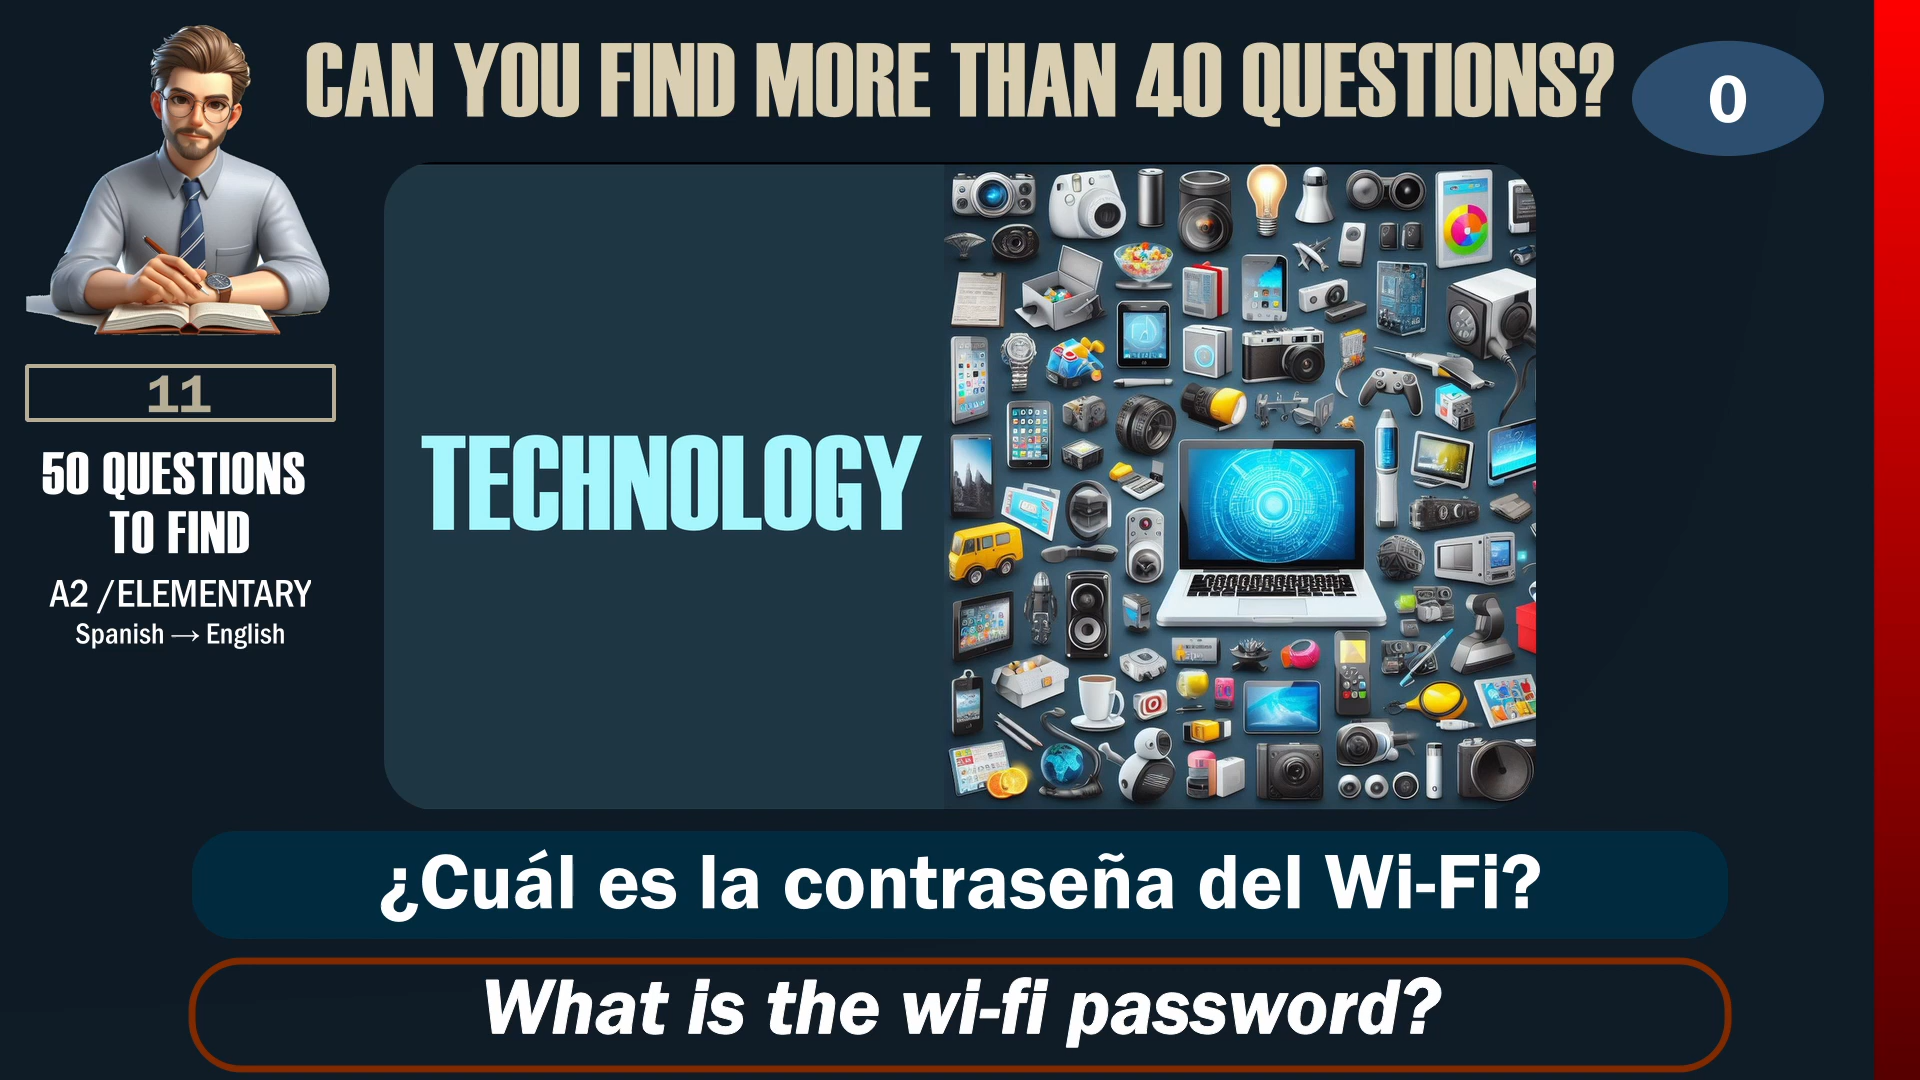 CAN YOU FIND MORE THAN 40 QUESTIONS?
0
11
50 QUESTIONS
TO FIND
A2 /ELEMENTARY
Spanish → English
TECHNOLOGY
¿Cuál es la contraseña del Wi-Fi?
What is the wi-fi password?